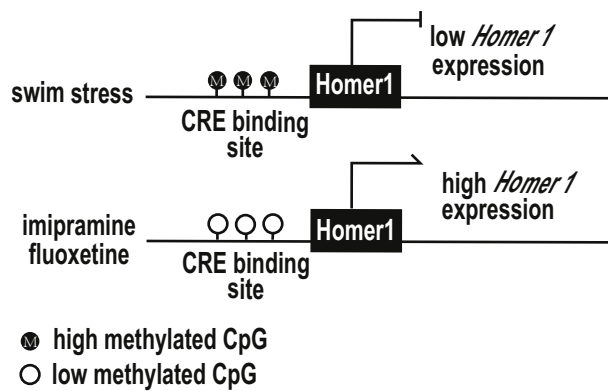 low Homer 1
expression
swim stress
M M M
Homer1
CRE binding
site
high Homer 1
expression
imipramine
fluoxetine
Homer1
CRE binding
site
M high methylated CpG
low methylated CpG